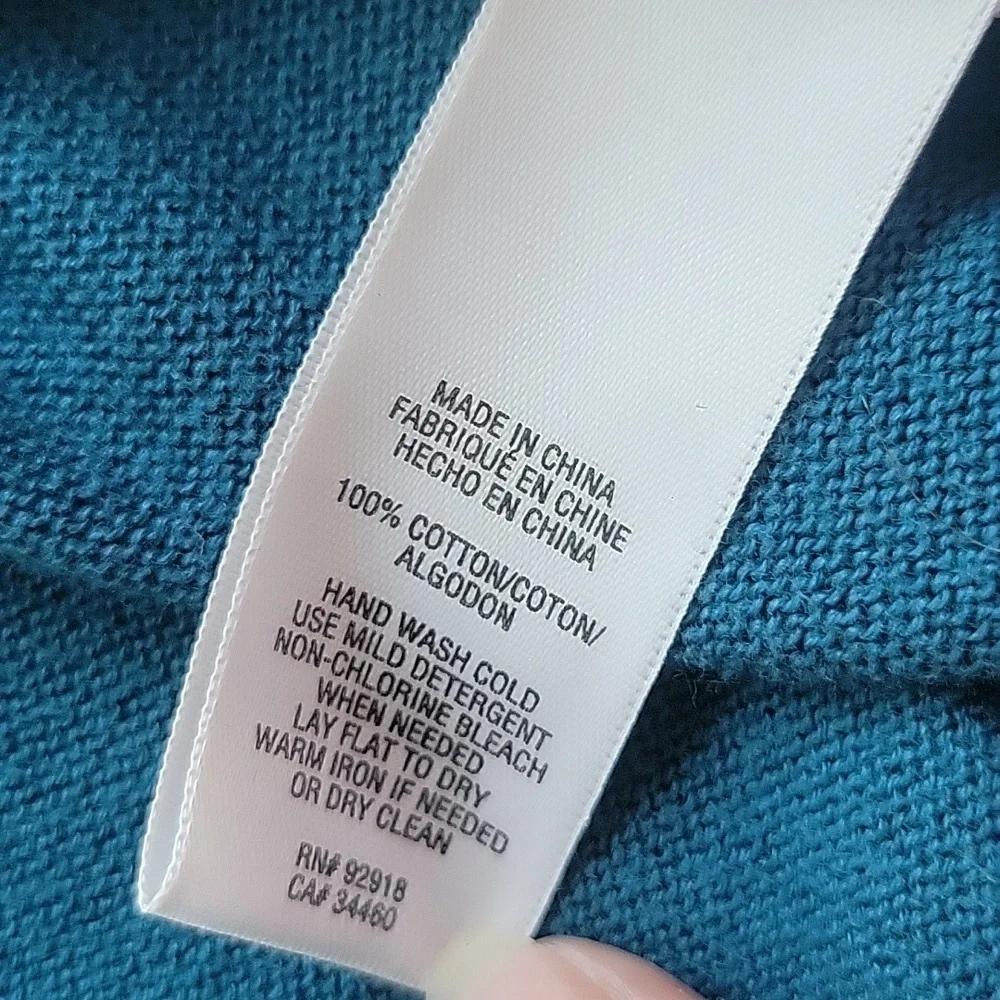 MADE IN CHINA
FABRIQUÉ EN CHINE
HECHO EN CHINA
100% COTTON/COTON/
ALGODON
HAND WASH COLD
USE MILD DETERGENT
NON-CHLORINE BLEACH
WHEN NEEDED
LAY FLAT TO DRY
WARM IRON IF NEEDED
OR DRY CLEAN
RN# 92918
CA# 34460